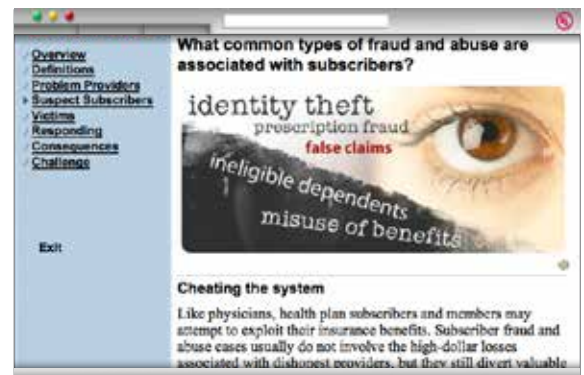 Overview
Definitions
Problem Providers
Suspect Subscribers
Victims
Responding
Consequences
Challenge
Exit
What common types of fraud and abuse are
associated with subscribers?
identity theft
prescription fraud
false claims
ineligible dependents
misuse of benefits
Cheating the system
Like physicians, health plan subscribers and members may
attempt to exploit their insurance benefits. Subscriber fraud and
abuse cases usually do not involve the high-dollar losses
associated with dishonest providers, but they still divert valuable